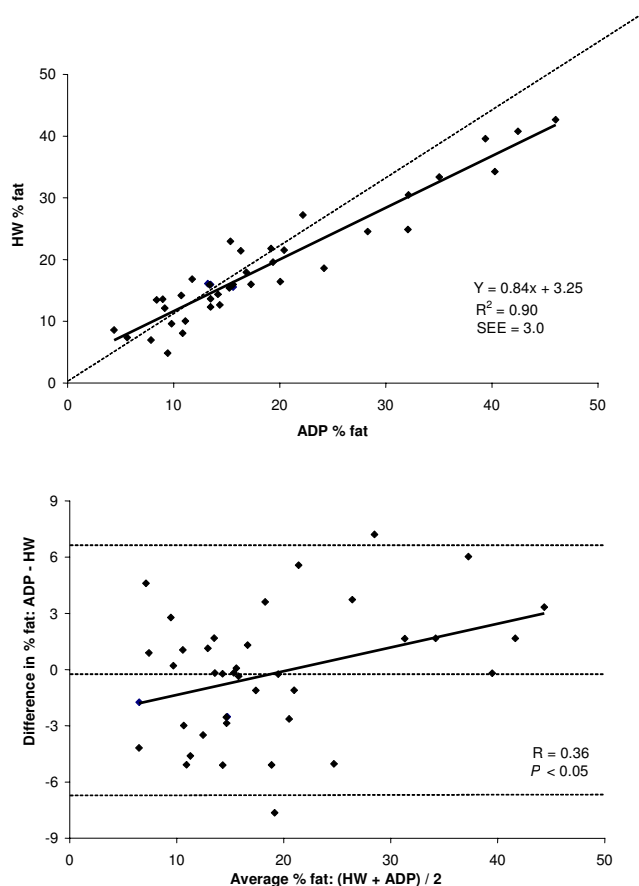 50
40
30
20
10
0
HW % fat
Y = 0.84x + 3.25
R² = 0.90
SEE = 3.0
0 10 20 30 40 50
ADP % fat
9
6
3
0
-3
-6
-9
Difference in % fat: ADP - HW
R = 0.36
P < 0.05
0 10 20 30 40 50
Average % fat: (HW + ADP) / 2